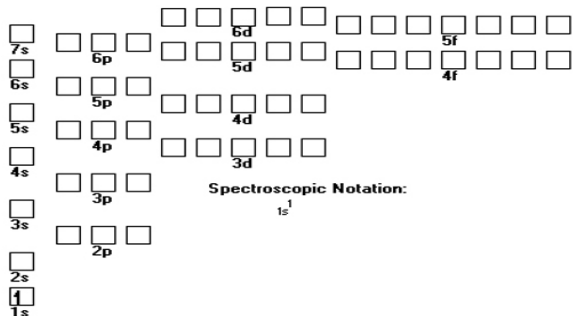 6d
5f
7s
6p
5d
4f
6s
5p
4d
5s
4p
3d
4s
Spectroscopic Notation:
3p
1s¹
3s
2p
2s
1
1s